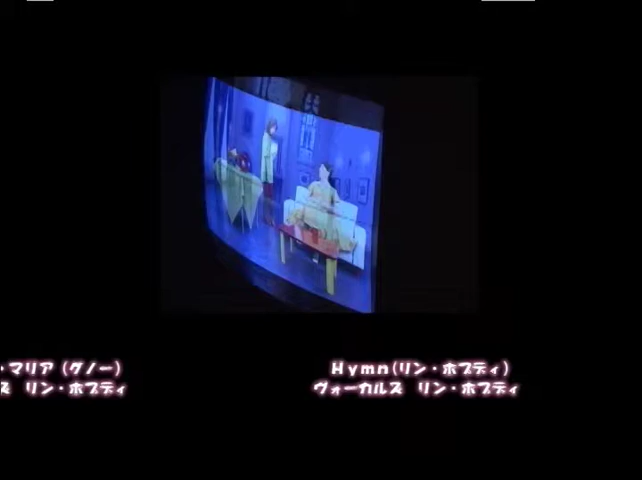 ・マリア（グノー）
ス　リン・ホブディ
Hymn(リン・ホブディ)
ヴォーカルス　リン・ホブディ